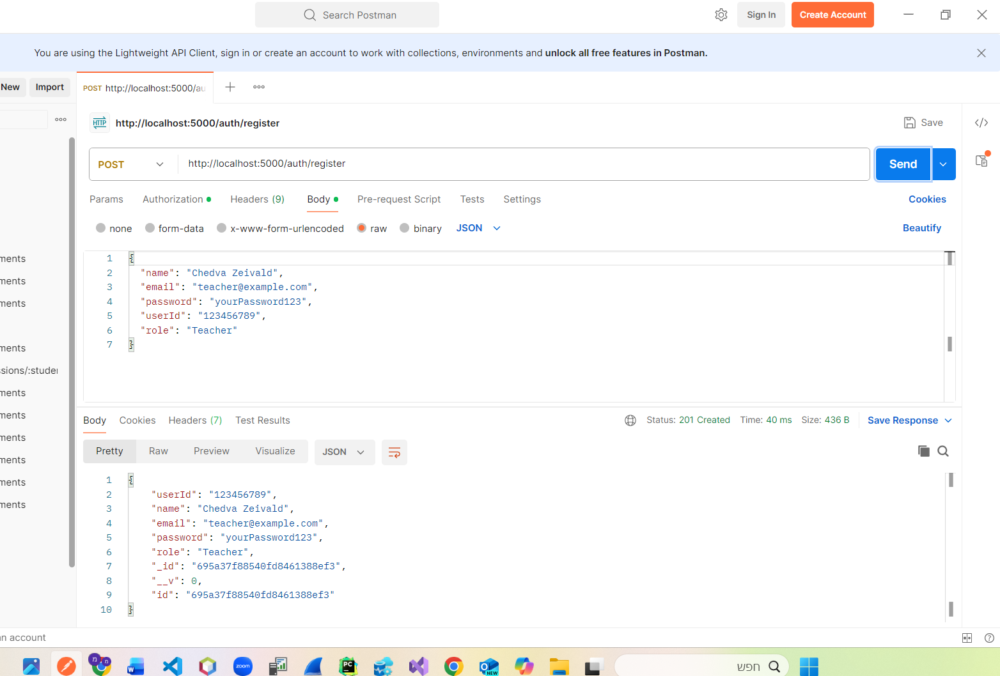 Search Postman
Sign In
Create Account
You are using the Lightweight API Client, sign in or create an account to work with collections, environments and unlock all free features in Postman.
New
Import
POST http://localhost:5000/au
HTTP http://localhost:5000/auth/register
Save
POST
http://localhost:5000/auth/register
Send
Params
Authorization
Headers (9)
Body
Pre-request Script
Tests
Settings
Cookies
none
form-data
x-www-form-urlencoded
raw
binary
JSON
Beautify
1 {
2 "name": "Chedva Zeivald",
3 "email": "teacher@example.com",
4 "password": "yourPassword123",
5 "userId": "123456789",
6 "role": "Teacher"
7 }
ments
ments
ments
ments
sions/:studer
ments
ments
ments
ments
ments
ments
Body
Cookies
Headers (7)
Test Results
Status: 201 Created
Time: 40 ms
Size: 436 B
Save Response
Pretty
Raw
Preview
Visualize
JSON
1 {
2 "userId": "123456789",
3 "name": "Chedva Zeivald",
4 "email": "teacher@example.com",
5 "password": "yourPassword123",
6 "role": "Teacher",
7 "_id": "695a37f88540fd8461388ef3",
8 "__v": 0,
9 "id": "695a37f88540fd8461388ef3"
10 }
n account
מ
מ
W
zoom
PC
O
NEW
חפש